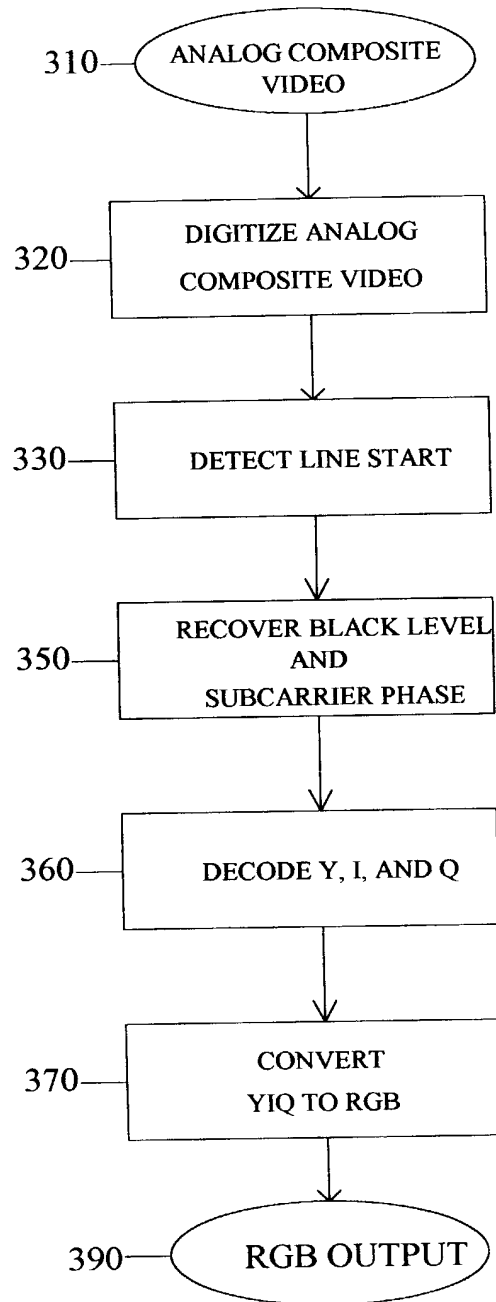 310
ANALOG COMPOSITE
VIDEO
320
DIGITIZE ANALOG
COMPOSITE VIDEO
330
DETECT LINE START
350
RECOVER BLACK LEVEL
AND
SUBCARRIER PHASE
360
DECODE Y, I, AND Q
370
CONVERT
YIQ TO RGB
390
RGB OUTPUT